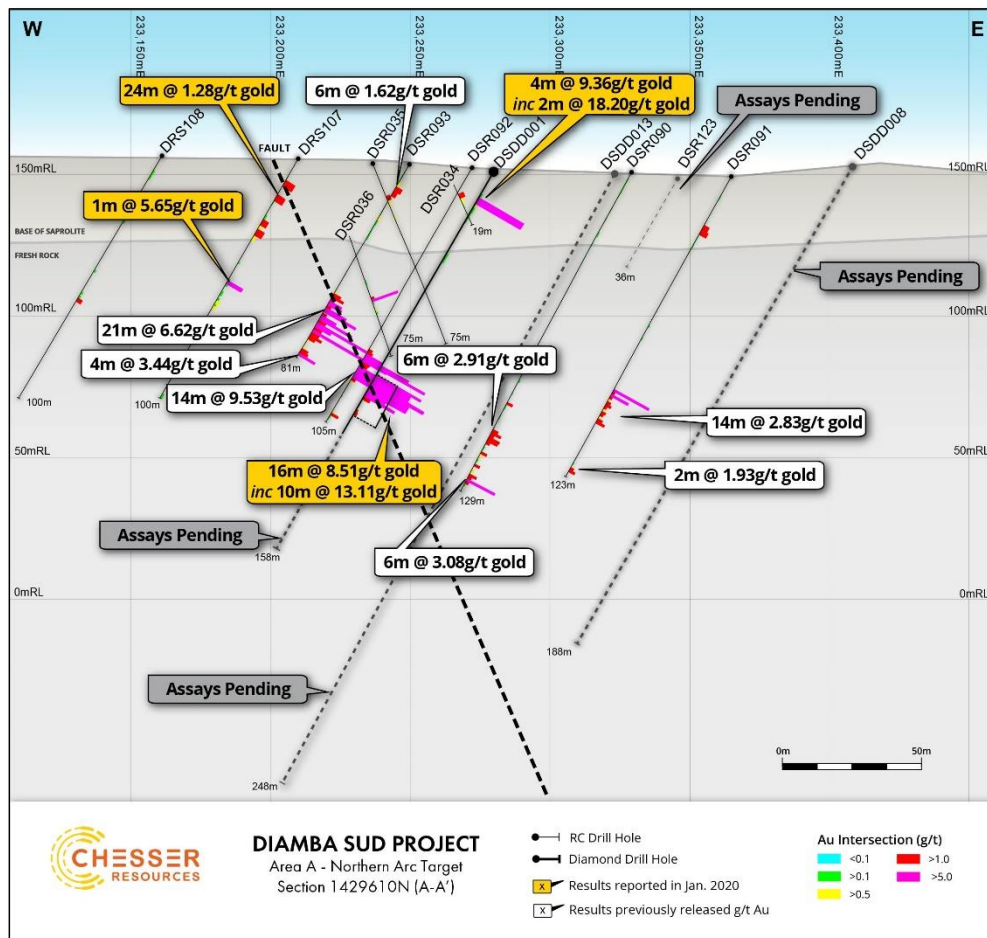 W
E
233,150mE
233,200mE
233,250mE
233,300mE
233,350mE
233,400mE
24m @ 1.28g/t gold
6m @ 1.62g/t gold
4m @ 9.36g/t gold
inc 2m @ 18.20g/t gold
Assays Pending
DRS108
FAULT
DRS107
DSR035
DSR093
DSR092
DSDD001
DSDD013
DSR090
DSR123
DSR091
DSDD008
150mRL
150mRL
DSR036
DSR034
1m @ 5.65g/t gold
19m
BASE OF SAPROLITE
FRESH ROCK
36m
Assays Pending
100mRL
100mRL
21m @ 6.62g/t gold
75m
75m
4m @ 3.44g/t gold
81m
6m @ 2.91g/t gold
100m
100m
14m @ 9.53g/t gold
105m
14m @ 2.83g/t gold
50mRL
50mRL
16m @ 8.51g/t gold
inc 10m @ 13.11g/t gold
2m @ 1.93g/t gold
123m
129m
Assays Pending
158m
6m @ 3.08g/t gold
0mRL
0mRL
188m
Assays Pending
248m
0m
50m
CHESSER
RESOURCES
DIAMBA SUD PROJECT
Area A - Northern Arc Target
Section 1429610N (A-A')
RC Drill Hole
Diamond Drill Hole
X
Results reported in Jan. 2020
X
Results previously released g/t Au
Au Intersection (g/t)
<0.1
>0.1
>0.5
>1.0
>5.0